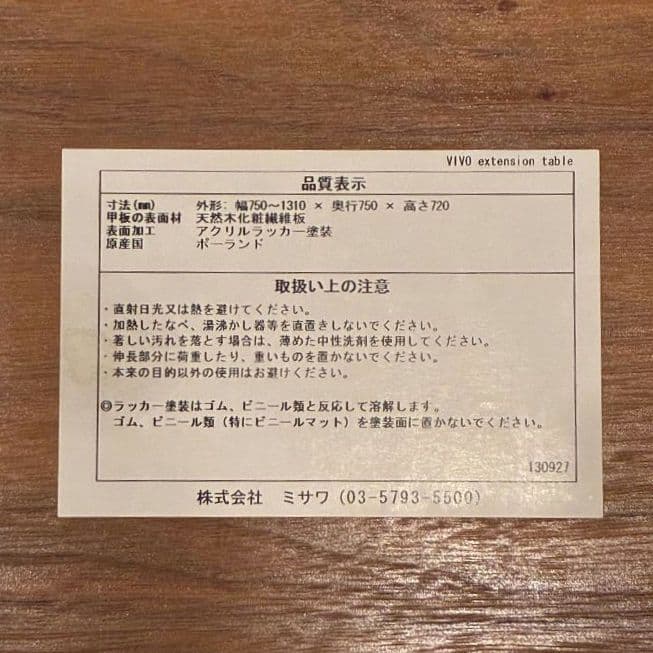 VIVO extension table
品質表示
寸法(mm) 外形: 幅750～1310 × 奥行750 × 高さ720
甲板の表面材 天然木化粧繊維板
表面加工 アクリルラッカー塗装
原産国 ポーランド
取扱い上の注意
・直射日光又は熱を避けてください。
・加熱したなべ、湯沸かし器等を直置きしないでください。
・著しい汚れを落とす場合は、薄めた中性洗剤を使用してください。
・伸長部分に荷重したり、重いものを置かないでください。
・本来の目的以外の使用はお避けください。
◎ラッカー塗装はゴム、ビニール類と反応して溶解します。
ゴム、ビニール類（特にビニールマット）を塗装面に置かないでください。
130927
株式会社 ミサワ（03-5793-5500）